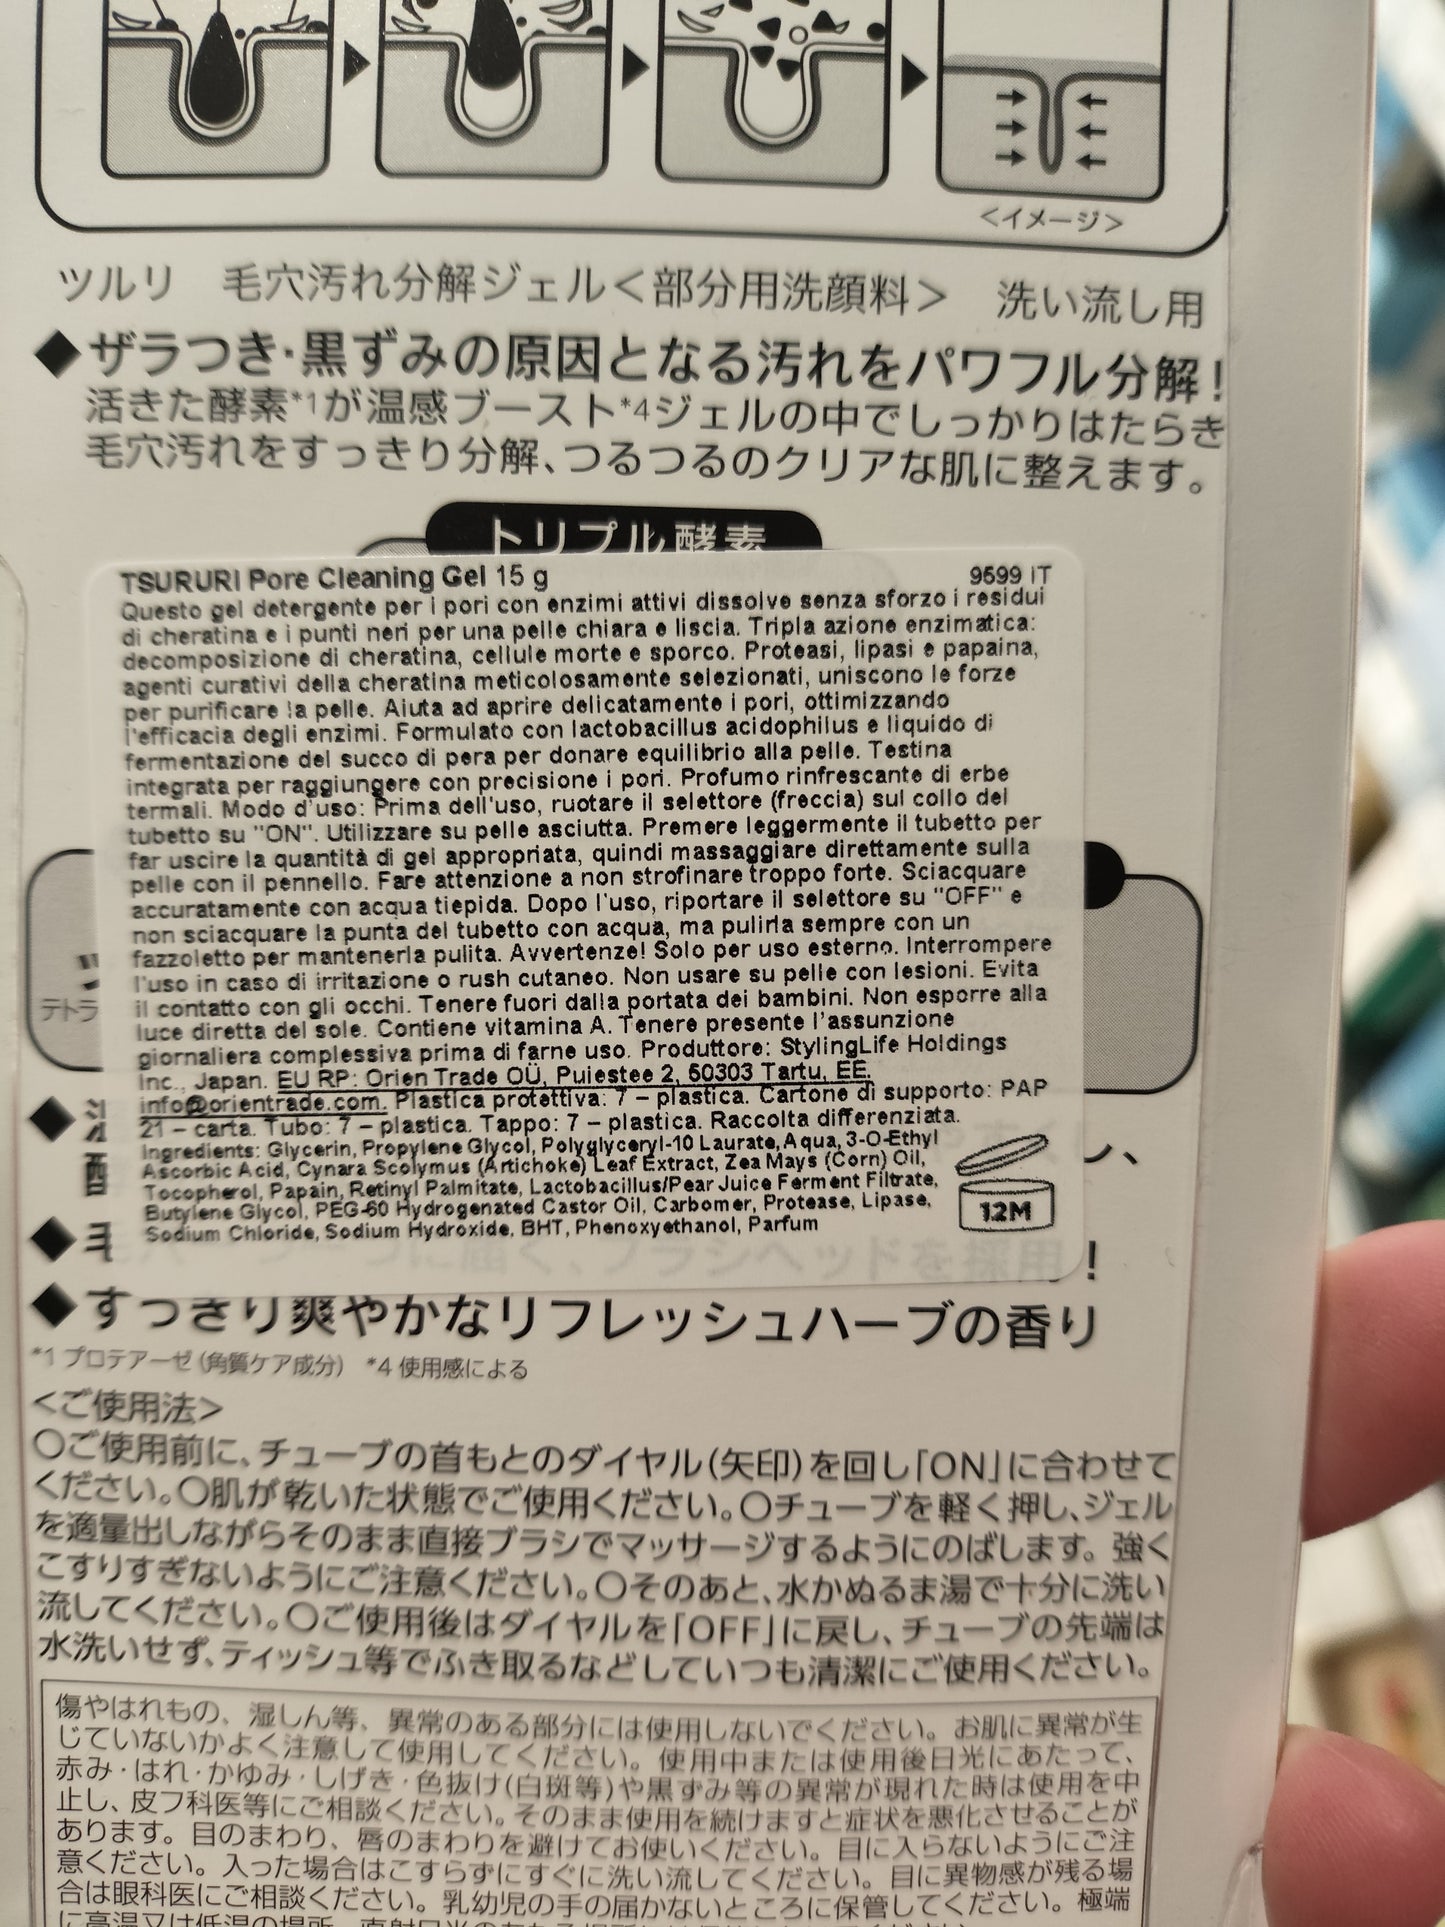 <イメージ>
ツルリ 毛穴汚れ分解ジェル<部分用洗顔料> 洗い流し用
◆ザラつき・黒ずみの原因となる汚れをパワフル分解!
活きた酵素*1が温感ブースト*4ジェルの中でしっかりはたらき
毛穴汚れをすっきり分解、つるつるのクリアな肌に整えます。
トリプル酵素
TSURURI Pore Cleaning Gel 15 g 9599 IT
Questo gel detergente per i pori con enzimi attivi dissolve senza sforzo i residui
di cheratina e i punti neri per una pelle chiara e liscia. Tripla azione enzimatica:
decomposizione di cheratina, cellule morte e sporco. Proteasi, lipasi e papaina,
agenti curativi della cheratina meticolosamente selezionati, uniscono le forze
per purificare la pelle. Aiuta ad aprire delicatamente i pori, ottimizzando
l'efficacia degli enzimi. Formulato con lactobacillus acidophilus e liquido di
fermentazione del succo di pera per donare equilibrio alla pelle. Testina
integrata per raggiungere con precisione i pori. Profumo rinfrescante di erbe
termali. Modo d'uso: Prima dell'uso, ruotare il selettore (freccia) sul collo del
tubetto su "ON". Utilizzare su pelle asciutta. Premere leggermente il tubetto per
far uscire la quantità di gel appropriata, quindi massaggiare direttamente sulla
pelle con il pennello. Fare attenzione a non strofinare troppo forte. Sciacquare
accuratamente con acqua tiepida. Dopo l'uso, riportare il selettore su "OFF" e
non sciacquare la punta del tubetto con acqua, ma pulirla sempre con un
fazzoletto per mantenerla pulita. Avvertenze! Solo per uso esterno. Interrompere
l'uso in caso di irritazione o rush cutaneo. Non usare su pelle con lesioni. Evita
il contatto con gli occhi. Tenere fuori dalla portata dei bambini. Non esporre alla
luce diretta del sole. Contiene vitamina A. Tenere presente l'assunzione
giornaliera complessiva prima di farne uso. Produttore: StylingLife Holdings
Inc., Japan. EU RP: Orien Trade OÜ, Puiestee 2, 50303 Tartu, EE.
info@orientrade.com. Plastica protettiva: 7 – plastica. Cartone di supporto: PAP
21 – carta. Tubo: 7 – plastica. Tappo: 7 – plastica. Raccolta differenziata.
Ingredients: Glycerin, Propylene Glycol, Polyglyceryl-10 Laurate, Aqua, 3-O-Ethyl
Ascorbic Acid, Cynara Scolymus (Artichoke) Leaf Extract, Zea Mays (Corn) Oil,
Tocopherol, Papain, Retinyl Palmitate, Lactobacillus/Pear Juice Ferment Filtrate,
Butylene Glycol, PEG-60 Hydrogenated Castor Oil, Carbomer, Protease, Lipase,
Sodium Chloride, Sodium Hydroxide, BHT, Phenoxyethanol, Parfum
12M
テトラ
に届く、ブラシヘッドを採用!
◆すっきり爽やかなリフレッシュハーブの香り
*1 プロテアーゼ(角質ケア成分) *4 使用感による
<ご使用法>
〇ご使用前に、チューブの首もとのダイヤル(矢印)を回し「ON」に合わせて
ください。〇肌が乾いた状態でご使用ください。〇チューブを軽く押し、ジェル
を適量出しながらそのまま直接ブラシでマッサージするようにのばします。強く
こすりすぎないようにご注意ください。〇そのあと、水かぬるま湯で十分に洗い
流してください。〇ご使用後はダイヤルを「OFF」に戻し、チューブの先端は
水洗いせず、ティッシュ等でふき取るなどしていつも清潔にご使用ください。
傷やはれもの、湿しん等、異常のある部分には使用しないでください。お肌に異常が生
じていないかよく注意して使用してください。使用中または使用後日光にあたって、
赤み・はれ・かゆみ・しげき・色抜け(白斑等)や黒ずみ等の異常が現れた時は使用を中
止し、皮フ科医等にご相談ください。そのまま使用を続けますと症状を悪化させることが
あります。目のまわり、唇のまわりを避けてお使いください。目に入らないようにご注
意ください。入った場合はこすらずにすぐに洗い流してください。目に異物感が残る場
合は眼科医にご相談ください。乳幼児の手の届かないところに保管してください。極端
に高温又は低温の場所、直射日光の